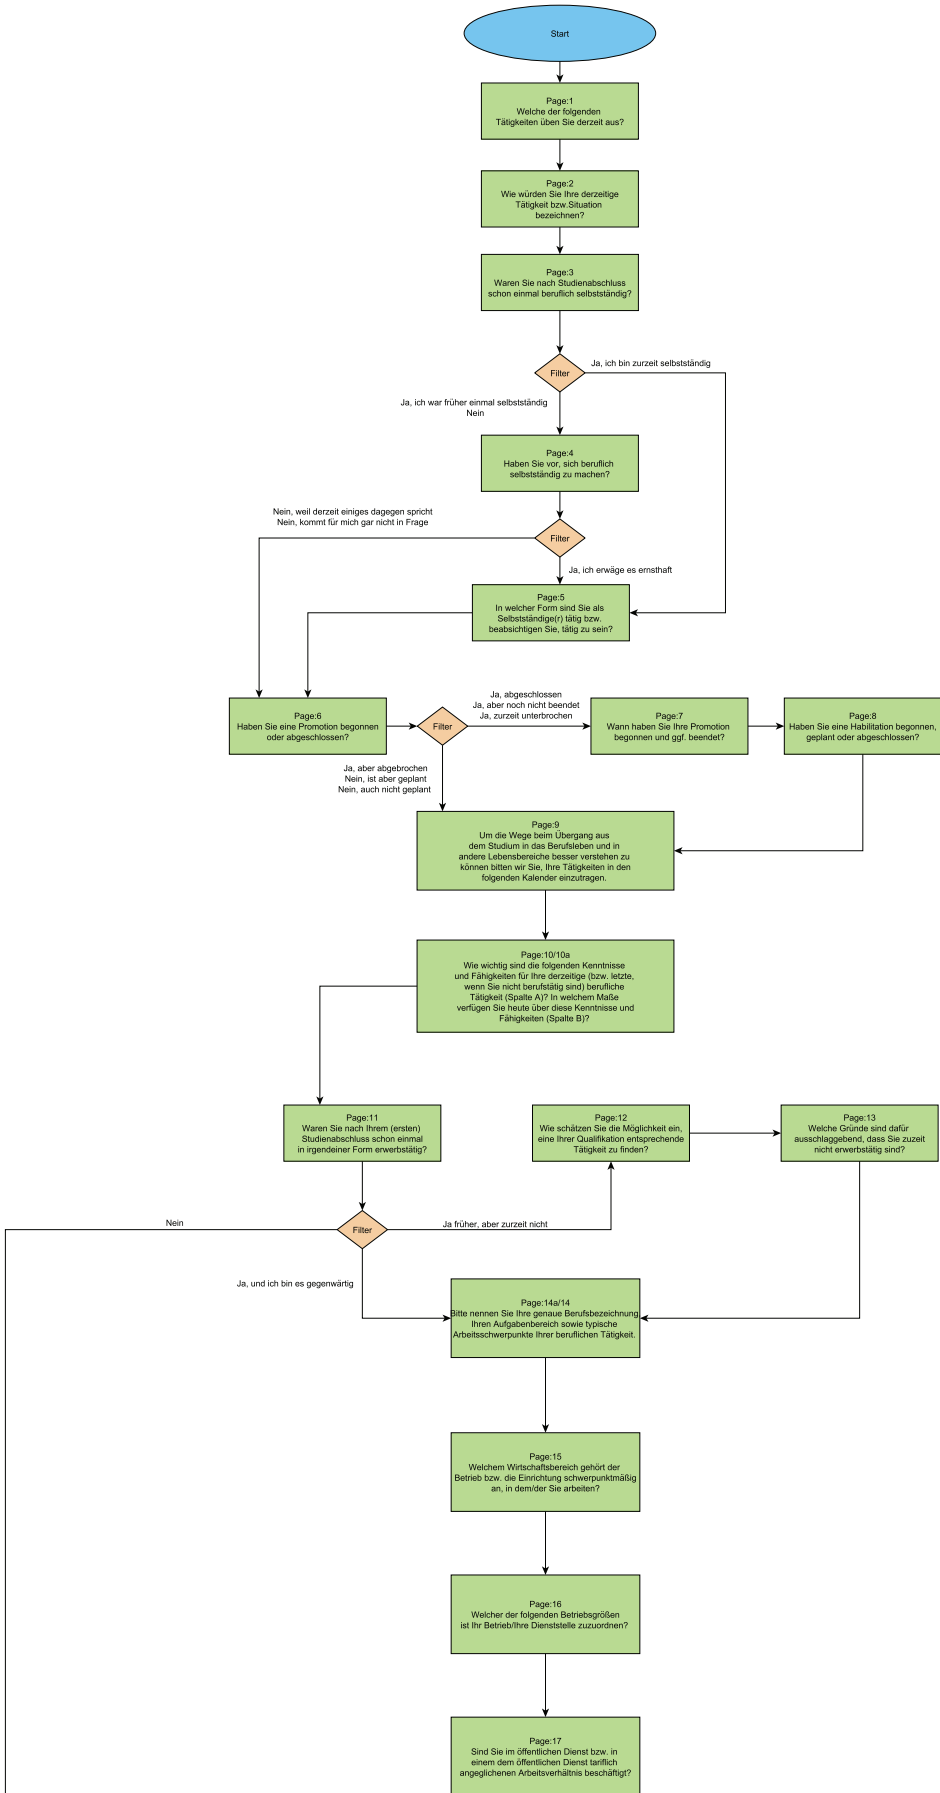 Start
Page:1
Welche der folgenden
Tätigkeiten üben Sie derzeit aus?
Page:2
Wie würden Sie Ihre derzeitige
Tätigkeit bzw.Situation
bezeichnen?
Page:3
Waren Sie nach Studienabschluss
schon einmal beruflich selbstständig?
Filter
Ja, ich bin zurzeit selbstständig
Ja, ich war früher einmal selbstständig
Nein
Page:4
Haben Sie vor, sich beruflich
selbstständig zu machen?
Nein, weil derzeit einiges dagegen spricht
Nein, kommt für mich gar nicht in Frage
Filter
Ja, ich erwäge es ernsthaft
Page:5
In welcher Form sind Sie als
Selbstständige(r) tätig bzw.
beabsichtigen Sie, tätig zu sein?
Page:6
Haben Sie eine Promotion begonnen
oder abgeschlossen?
Filter
Ja, abgeschlossen
Ja, aber noch nicht beendet
Ja, zurzeit unterbrochen
Page:7
Wann haben Sie Ihre Promotion
begonnen und ggf. beendet?
Page:8
Haben Sie eine Habilitation begonnen,
geplant oder abgeschlossen?
Ja, aber abgebrochen
Nein, ist aber geplant
Nein, auch nicht geplant
Page:9
Um die Wege beim Übergang aus
dem Studium in das Berufsleben und in
andere Lebensbereiche besser verstehen zu
können bitten wir Sie, Ihre Tätigkeiten in den
folgenden Kalender einzutragen.
Page:10/10a
Wie wichtig sind die folgenden Kenntnisse
und Fähigkeiten für Ihre derzeitige (bzw. letzte,
wenn Sie nicht berufstätig sind) berufliche
Tätigkeit (Spalte A)? In welchem Maße
verfügen Sie heute über diese Kenntnisse und
Fähigkeiten (Spalte B)?
Page:11
Waren Sie nach Ihrem (ersten)
Studienabschluss schon einmal
in irgendeiner Form erwerbstätig?
Page:12
Wie schätzen Sie die Möglichkeit ein,
eine Ihrer Qualifikation entsprechende
Tätigkeit zu finden?
Page:13
Welche Gründe sind dafür
ausschlaggebend, dass Sie zuzeit
nicht erwerbstätig sind?
Nein
Filter
Ja früher, aber zurzeit nicht
Ja, und ich bin es gegenwärtig
Page:14a/14
Bitte nennen Sie Ihre genaue Berufsbezeichnung,
Ihren Aufgabenbereich sowie typische
Arbeitsschwerpunkte Ihrer beruflichen Tätigkeit.
Page:15
Welchem Wirtschaftsbereich gehört der
Betrieb bzw. die Einrichtung schwerpunktmäßig
an, in dem/der Sie arbeiten?
Page:16
Welcher der folgenden Betriebsgrößen
ist Ihr Betrieb/Ihre Dienststelle zuzuordnen?
Page:17
Sind Sie im öffentlichen Dienst bzw. in
einem dem öffentlichen Dienst tariflich
angeglichenen Arbeitsverhältnis beschäftigt?